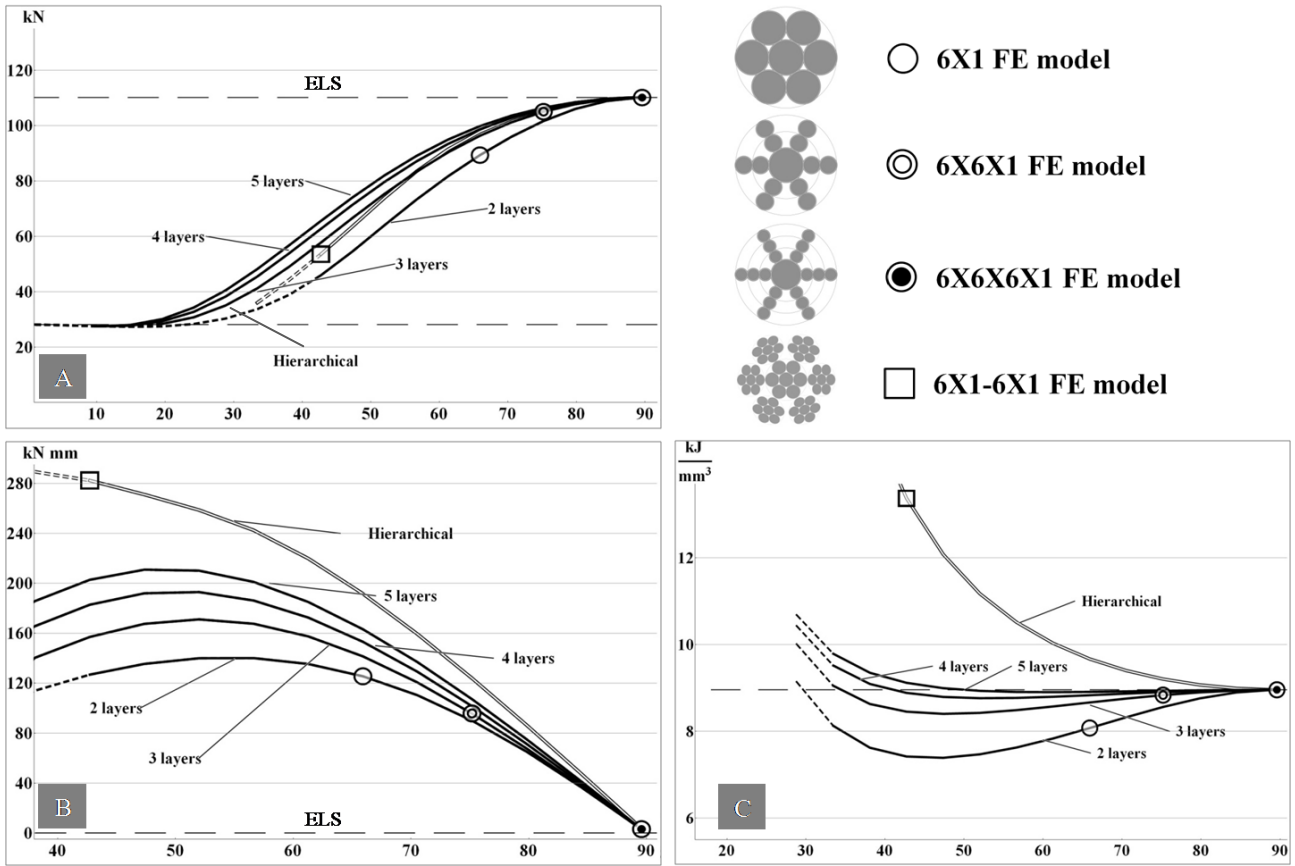 kN
120
100
80
60
40
20
ELS
5 layers
4 layers
2 layers
3 layers
Hierarchical
A
10 20 30 40 50 60 70 80 90
6X1 FE model
6X6X1 FE model
6X6X6X1 FE model
6X1-6X1 FE model
kN mm
280
240
200
160
120
80
40
0
Hierarchical
5 layers
4 layers
2 layers
3 layers
ELS
B
40 50 60 70 80 90
kJ
mm³
12
10
8
6
Hierarchical
4 layers
5 layers
3 layers
2 layers
C
20 30 40 50 60 70 80 90